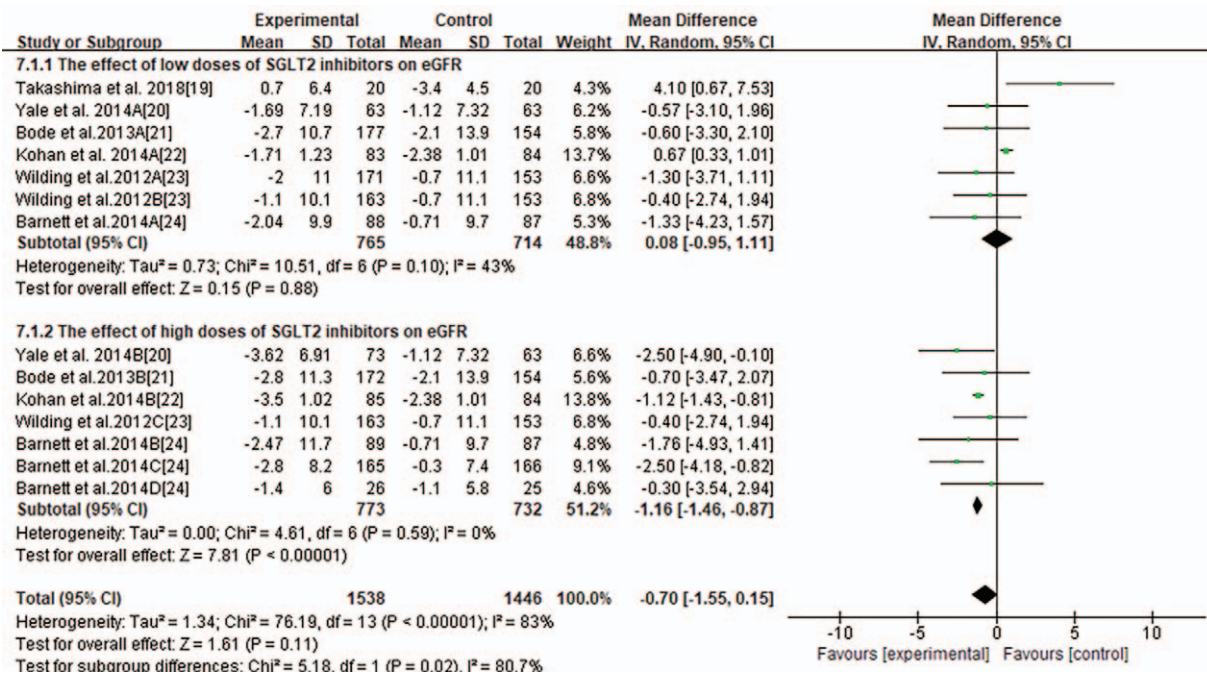 Experimental Control Mean Difference Mean Difference
Study or Subgroup Mean SD Total Mean SD Total Weight IV, Random, 95% CI IV, Random, 95% CI
7.1.1 The effect of low doses of SGLT2 inhibitors on eGFR
Takashima et al. 2018[19] 0.7 6.4 20 -3.4 4.5 20 4.3% 4.10 [0.67, 7.53]
Yale et al. 2014A[20] -1.69 7.19 63 -1.12 7.32 63 6.2% -0.57 [-3.10, 1.96]
Bode et al.2013A[21] -2.7 10.7 177 -2.1 13.9 154 5.8% -0.60 [-3.30, 2.10]
Kohan et al. 2014A[22] -1.71 1.23 83 -2.38 1.01 84 13.7% 0.67 [0.33, 1.01]
Wilding et al.2012A[23] -2 11 171 -0.7 11.1 153 6.6% -1.30 [-3.71, 1.11]
Wilding et al.2012B[23] -1.1 10.1 163 -0.7 11.1 153 6.8% -0.40 [-2.74, 1.94]
Barnett et al.2014A[24] -2.04 9.9 88 -0.71 9.7 87 5.3% -1.33 [-4.23, 1.57]
Subtotal (95% CI) 765 714 48.8% 0.08 [-0.95, 1.11]
Heterogeneity: Tau² = 0.73; Chi² = 10.51, df = 6 (P = 0.10); I² = 43%
Test for overall effect: Z = 0.15 (P = 0.88)
7.1.2 The effect of high doses of SGLT2 inhibitors on eGFR
Yale et al. 2014B[20] -3.62 6.91 73 -1.12 7.32 63 6.6% -2.50 [-4.90, -0.10]
Bode et al.2013B[21] -2.8 11.3 172 -2.1 13.9 154 5.6% -0.70 [-3.47, 2.07]
Kohan et al.2014B[22] -3.5 1.02 85 -2.38 1.01 84 13.8% -1.12 [-1.43, -0.81]
Wilding et al.2012C[23] -1.1 10.1 163 -0.7 11.1 153 6.8% -0.40 [-2.74, 1.94]
Barnett et al.2014B[24] -2.47 11.7 89 -0.71 9.7 87 4.8% -1.76 [-4.93, 1.41]
Barnett et al.2014C[24] -2.8 8.2 165 -0.3 7.4 166 9.1% -2.50 [-4.18, -0.82]
Barnett et al.2014D[24] -1.4 6 26 -1.1 5.8 25 4.6% -0.30 [-3.54, 2.94]
Subtotal (95% CI) 773 732 51.2% -1.16 [-1.46, -0.87]
Heterogeneity: Tau² = 0.00; Chi² = 4.61, df = 6 (P = 0.59); I² = 0%
Test for overall effect: Z = 7.81 (P < 0.00001)
Total (95% CI) 1538 1446 100.0% -0.70 [-1.55, 0.15]
Heterogeneity: Tau² = 1.34; Chi² = 76.19, df = 13 (P < 0.00001); I² = 83%
Test for overall effect: Z = 1.61 (P = 0.11)
Test for subgroup differences: Chi² = 5.18, df = 1 (P = 0.02), I² = 80.7%
-10 -5 0 5 10
Favours [experimental] Favours [control]